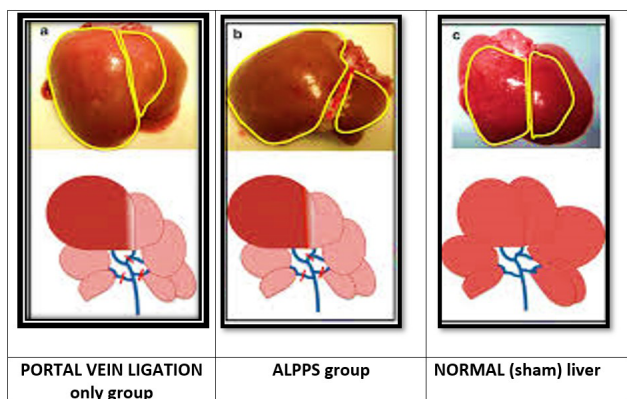 a
b
c
PORTAL VEIN LIGATION
only group
ALPPS group
NORMAL (sham) liver